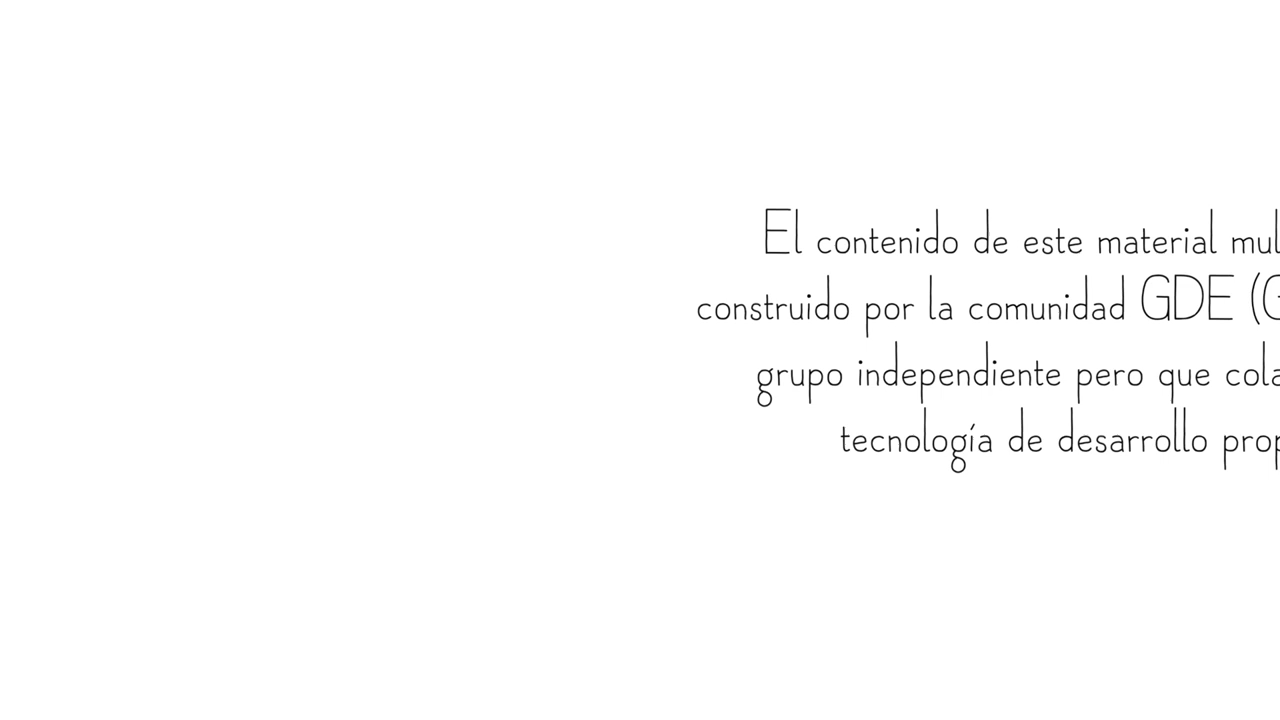 El contenido de este material mul
construido por la comunidad GDE (G
grupo independiente pero que cola
tecnología de desarrollo prop